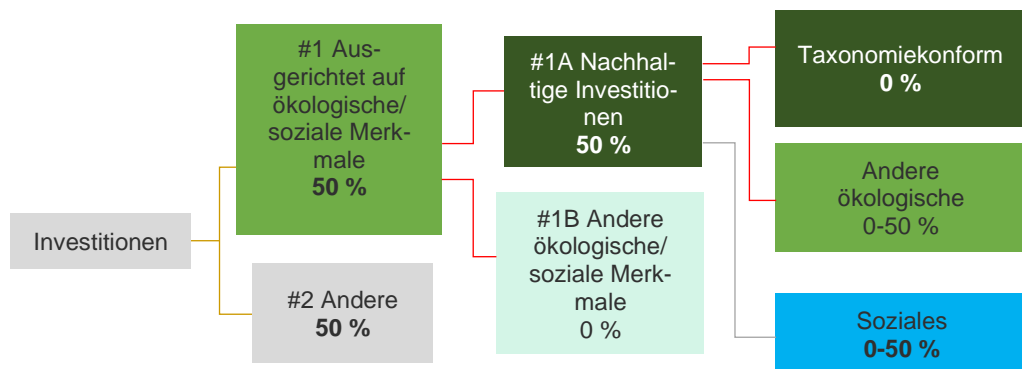 Investitionen
#1 Aus-
gerichtet auf
ökologische/
soziale Merk-
male
50 %
#2 Andere
50 %
#1A Nachhal-
tige Investitio-
nen
50 %
#1B Andere
ökologische/
soziale Merk-
male
0 %
Taxonomiekonform
0 %
Andere
ökologische
0-50 %
Soziales
0-50 %